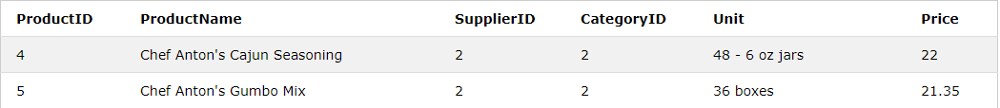 ProductID ProductName SupplierID CategoryID Unit Price
4 Chef Anton's Cajun Seasoning 2 2 48 - 6 oz jars 22
5 Chef Anton's Gumbo Mix 2 2 36 boxes 21.35